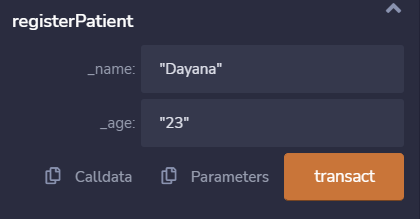 registerPatient
_name: "Dayana"
_age: "23"
Calldata Parameters transact